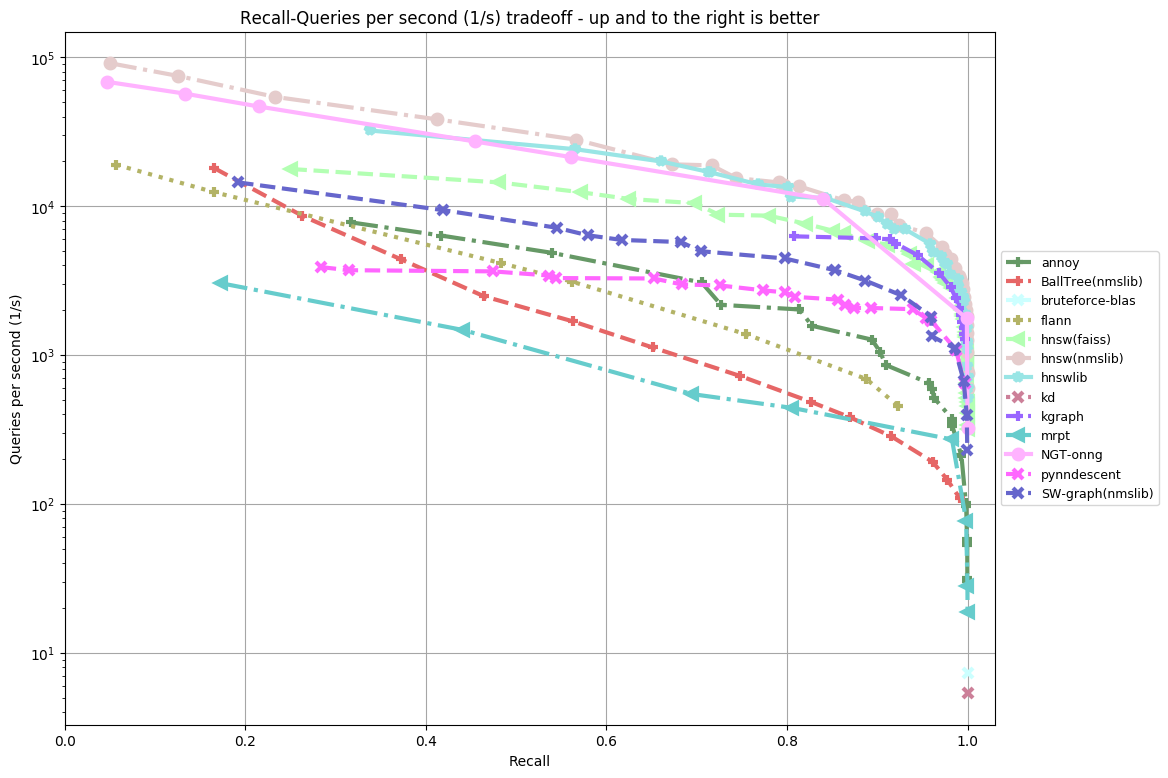 Recall-Queries per second (1/s) tradeoff - up and to the right is better
Queries per second (1/s)
10^5
10^4
10^3
10^2
10^1
0.0 0.2 0.4 0.6 0.8 1.0
Recall
annoy
BallTree(nmslib)
bruteforce-blas
flann
hnsw(faiss)
hnsw(nmslib)
hnswlib
kd
kgraph
mrpt
NGT-onng
pynndescent
SW-graph(nmslib)